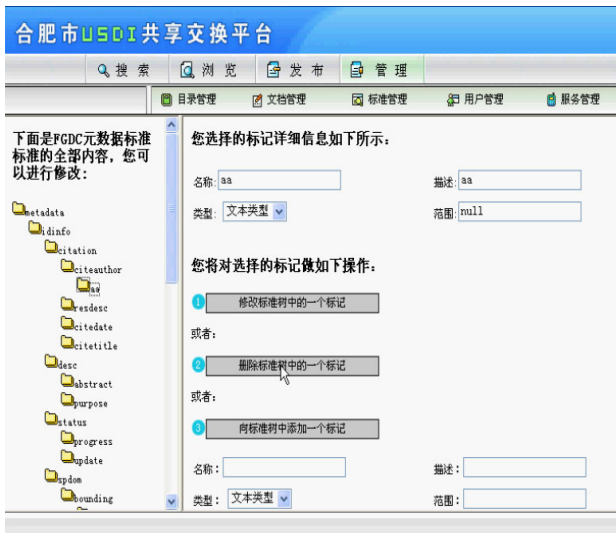 合肥市USDI共享交换平台
搜 索 浏 览 发 布 管 理
目录管理 文档管理 标准管理 用户管理 服务管理
下面是FGDC元数据标准
标准的全部内容，您可
以进行修改：
metadata
idinfo
citation
citeauthor
aa
resdesc
citedate
citetitle
desc
abstract
purpose
status
progress
update
spdom
bounding
您选择的标记详细信息如下所示：
名称: aa 描述: aa
类型: 文本类型 范围: null
您将对选择的标记做如下操作：
1 修改标准树中的一个标记
或者：
2 删除标准树中的一个标记
或者：
3 向标准树中添加一个标记
名称： 描述：
类型： 文本类型 范围：